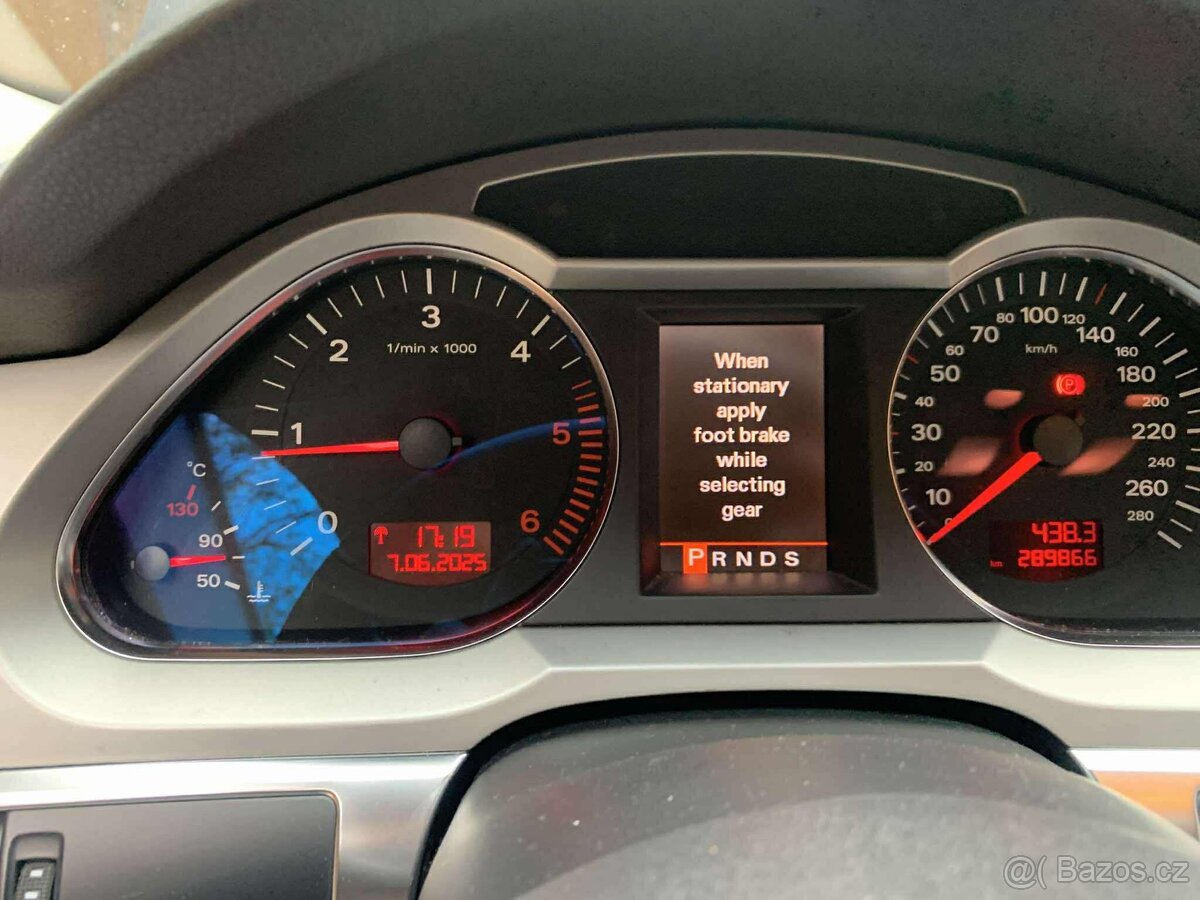 3
2
4
1/min x 1000
1
5
0
6
°C
130
90
50
17:19
7.06.2025
When
stationary
apply
foot brake
while
selecting
gear
P R N D S
100
80
120
70
140
60
km/h
160
50
P
180
40
200
30
220
20
240
10
260
0
280
438.3
km 289866
Bazos.cz